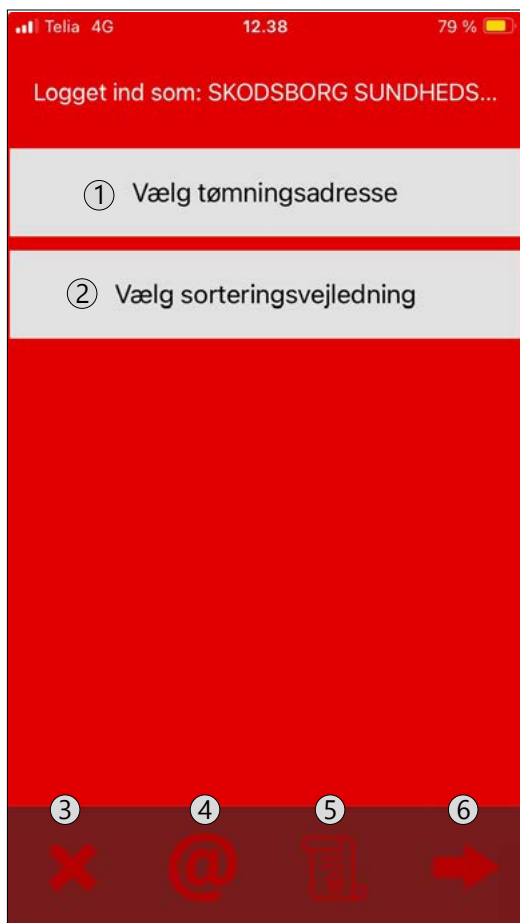 Telia 4G 12.38 79 %
Logget ind som: SKODSBORG SUNDHEDS...
① Vælg tømningsadresse
② Vælg sorteringsvejledning
③ ④ ⑤ ⑥
@